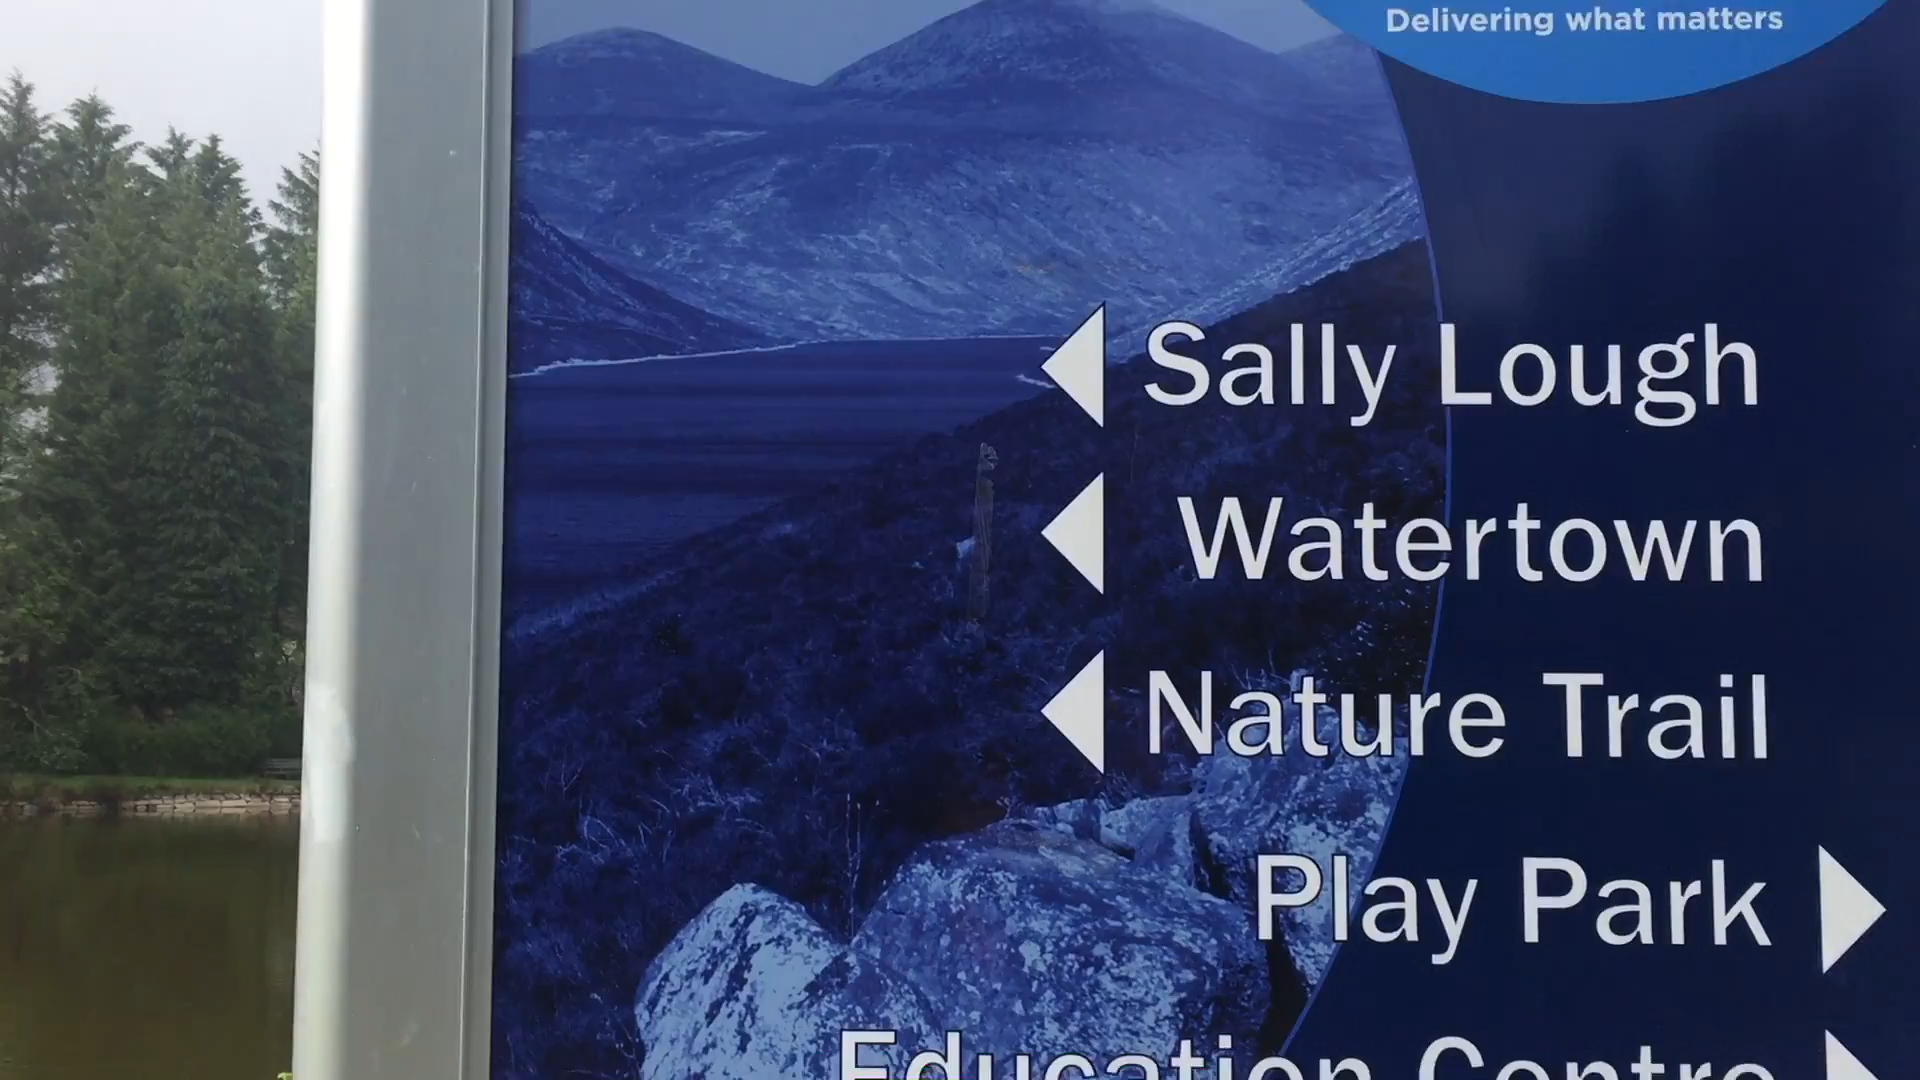 Delivering what matters
Sally Lough
Watertown
Nature Trail
Play Park
Education Centre